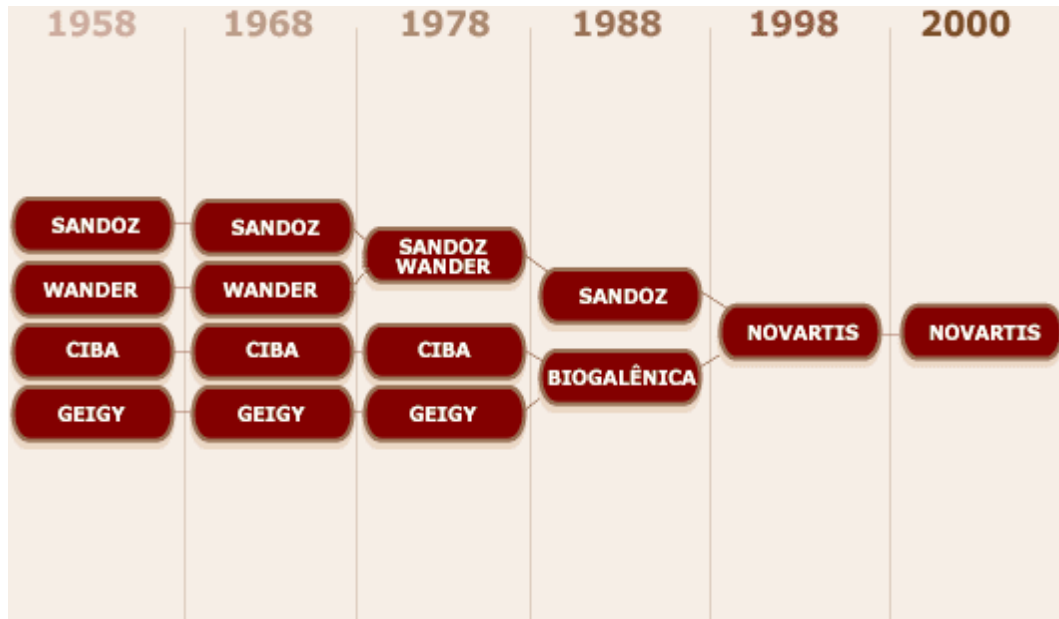 1958 1968 1978 1988 1998 2000
SANDOZ SANDOZ
SANDOZ
WANDER
WANDER WANDER
SANDOZ
NOVARTIS NOVARTIS
CIBA CIBA CIBA
BIOGALÊNICA
GEIGY GEIGY GEIGY